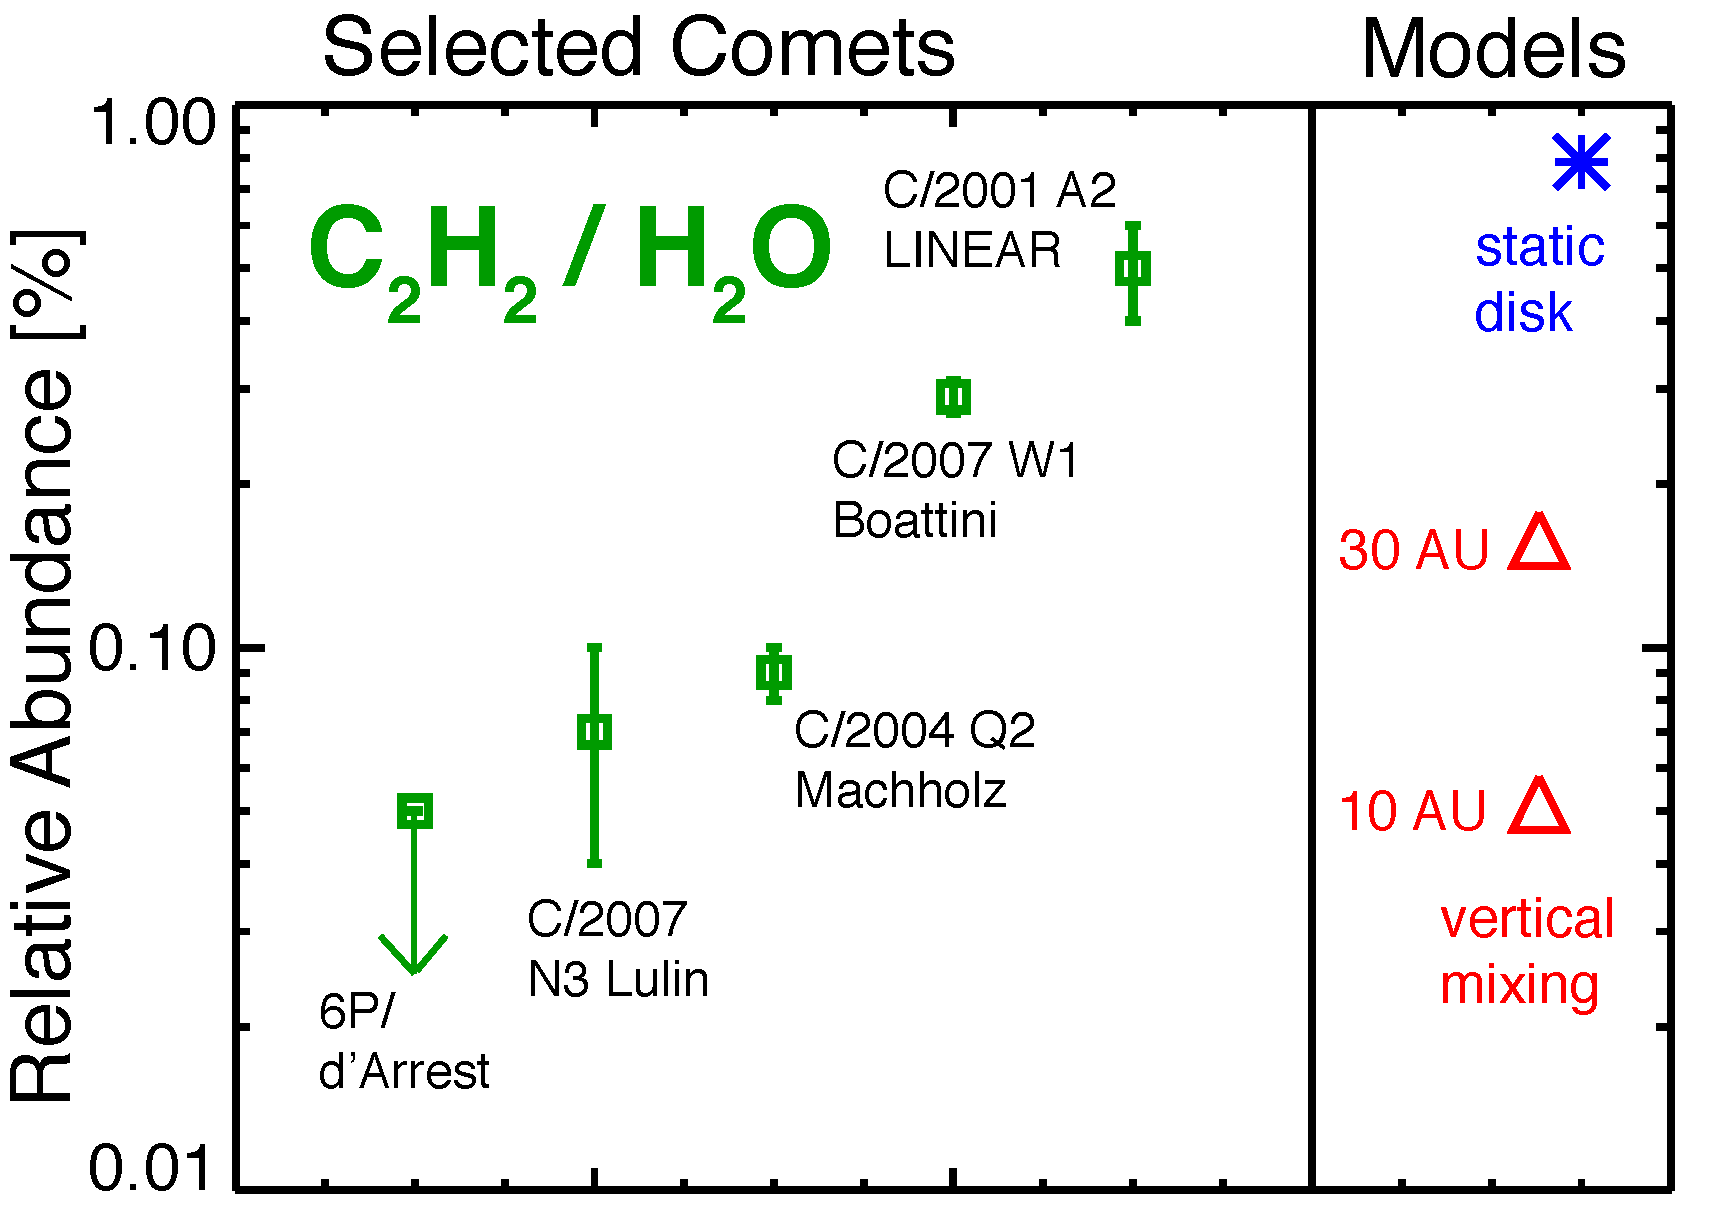 Selected Comets
Models
Relative Abundance [%]
1.00
0.10
0.01
C₂H₂ / H₂O
C/2001 A2
LINEAR
C/2007 W1
Boattini
C/2004 Q2
Machholz
C/2007
N3 Lulin
6P/
d'Arrest
static
disk
30 AU
10 AU
vertical
mixing